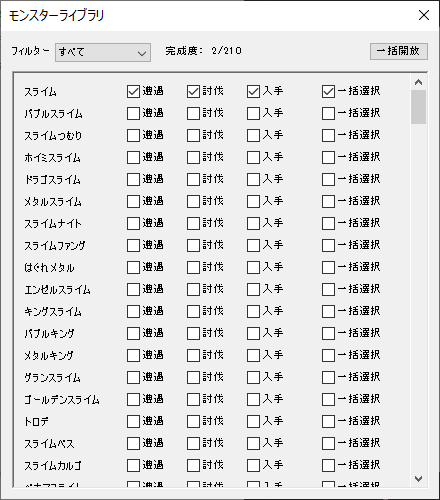 モンスターライブラリ
フィルター すべて 完成度： 2/210 一括開放
スライム 遭遇 討伐 入手 一括選択
バブルスライム 遭遇 討伐 入手 一括選択
スライムつむり 遭遇 討伐 入手 一括選択
ホイミスライム 遭遇 討伐 入手 一括選択
ドラゴスライム 遭遇 討伐 入手 一括選択
メタルスライム 遭遇 討伐 入手 一括選択
スライムナイト 遭遇 討伐 入手 一括選択
スライムファング 遭遇 討伐 入手 一括選択
はぐれメタル 遭遇 討伐 入手 一括選択
エンゼルスライム 遭遇 討伐 入手 一括選択
キングスライム 遭遇 討伐 入手 一括選択
バブルキング 遭遇 討伐 入手 一括選択
メタルキング 遭遇 討伐 入手 一括選択
グランスライム 遭遇 討伐 入手 一括選択
ゴールデンスライム 遭遇 討伐 入手 一括選択
トロデ 遭遇 討伐 入手 一括選択
スライムベス 遭遇 討伐 入手 一括選択
スライムカルゴ 遭遇 討伐 入手 一括選択
遭遇 討伐 入手 一括選択